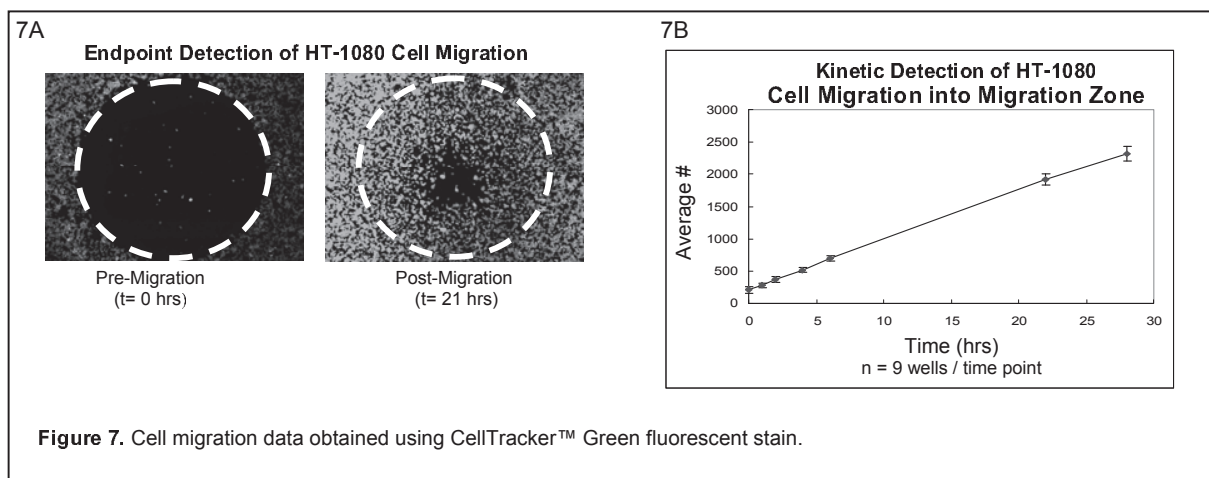 7A
Endpoint Detection of HT-1080 Cell Migration
Pre-Migration
(t= 0 hrs)
Post-Migration
(t= 21 hrs)
7B
Kinetic Detection of HT-1080
Cell Migration into Migration Zone
Average #
3000
2500
2000
1500
1000
500
0
0 5 10 15 20 25 30
Time (hrs)
n = 9 wells / time point
Figure 7. Cell migration data obtained using CellTracker™ Green fluorescent stain.